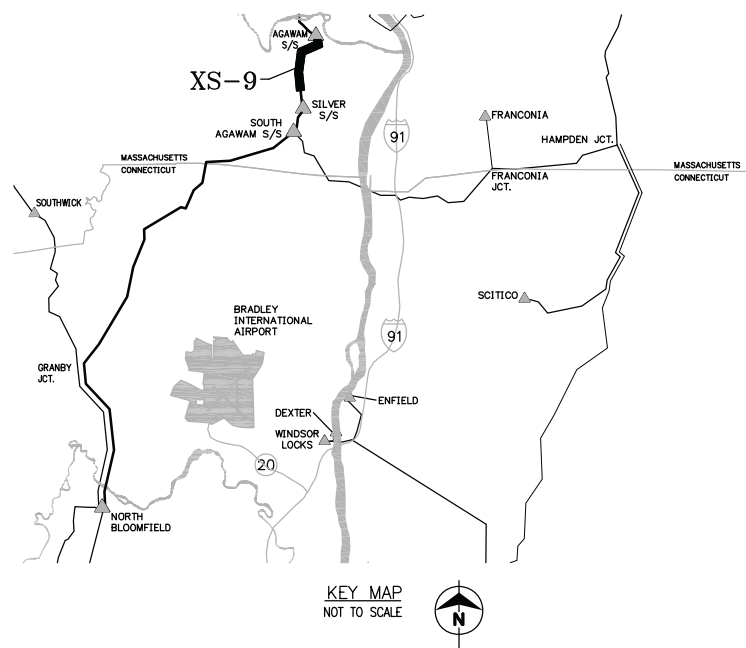 AGAWAM
S/S
XS-9
SILVER
S/S
SOUTH
AGAWAM S/S
91
FRANCONIA
HAMPDEN JCT.
MASSACHUSETTS
CONNECTICUT
FRANCONIA
JCT.
MASSACHUSETTS
CONNECTICUT
SOUTHWICK
SCITICO
BRADLEY
INTERNATIONAL
AIRPORT
91
GRANBY
JCT.
ENFIELD
DEXTER
WINDSOR
LOCKS
20
NORTH
BLOOMFIELD
KEY MAP
NOT TO SCALE
N